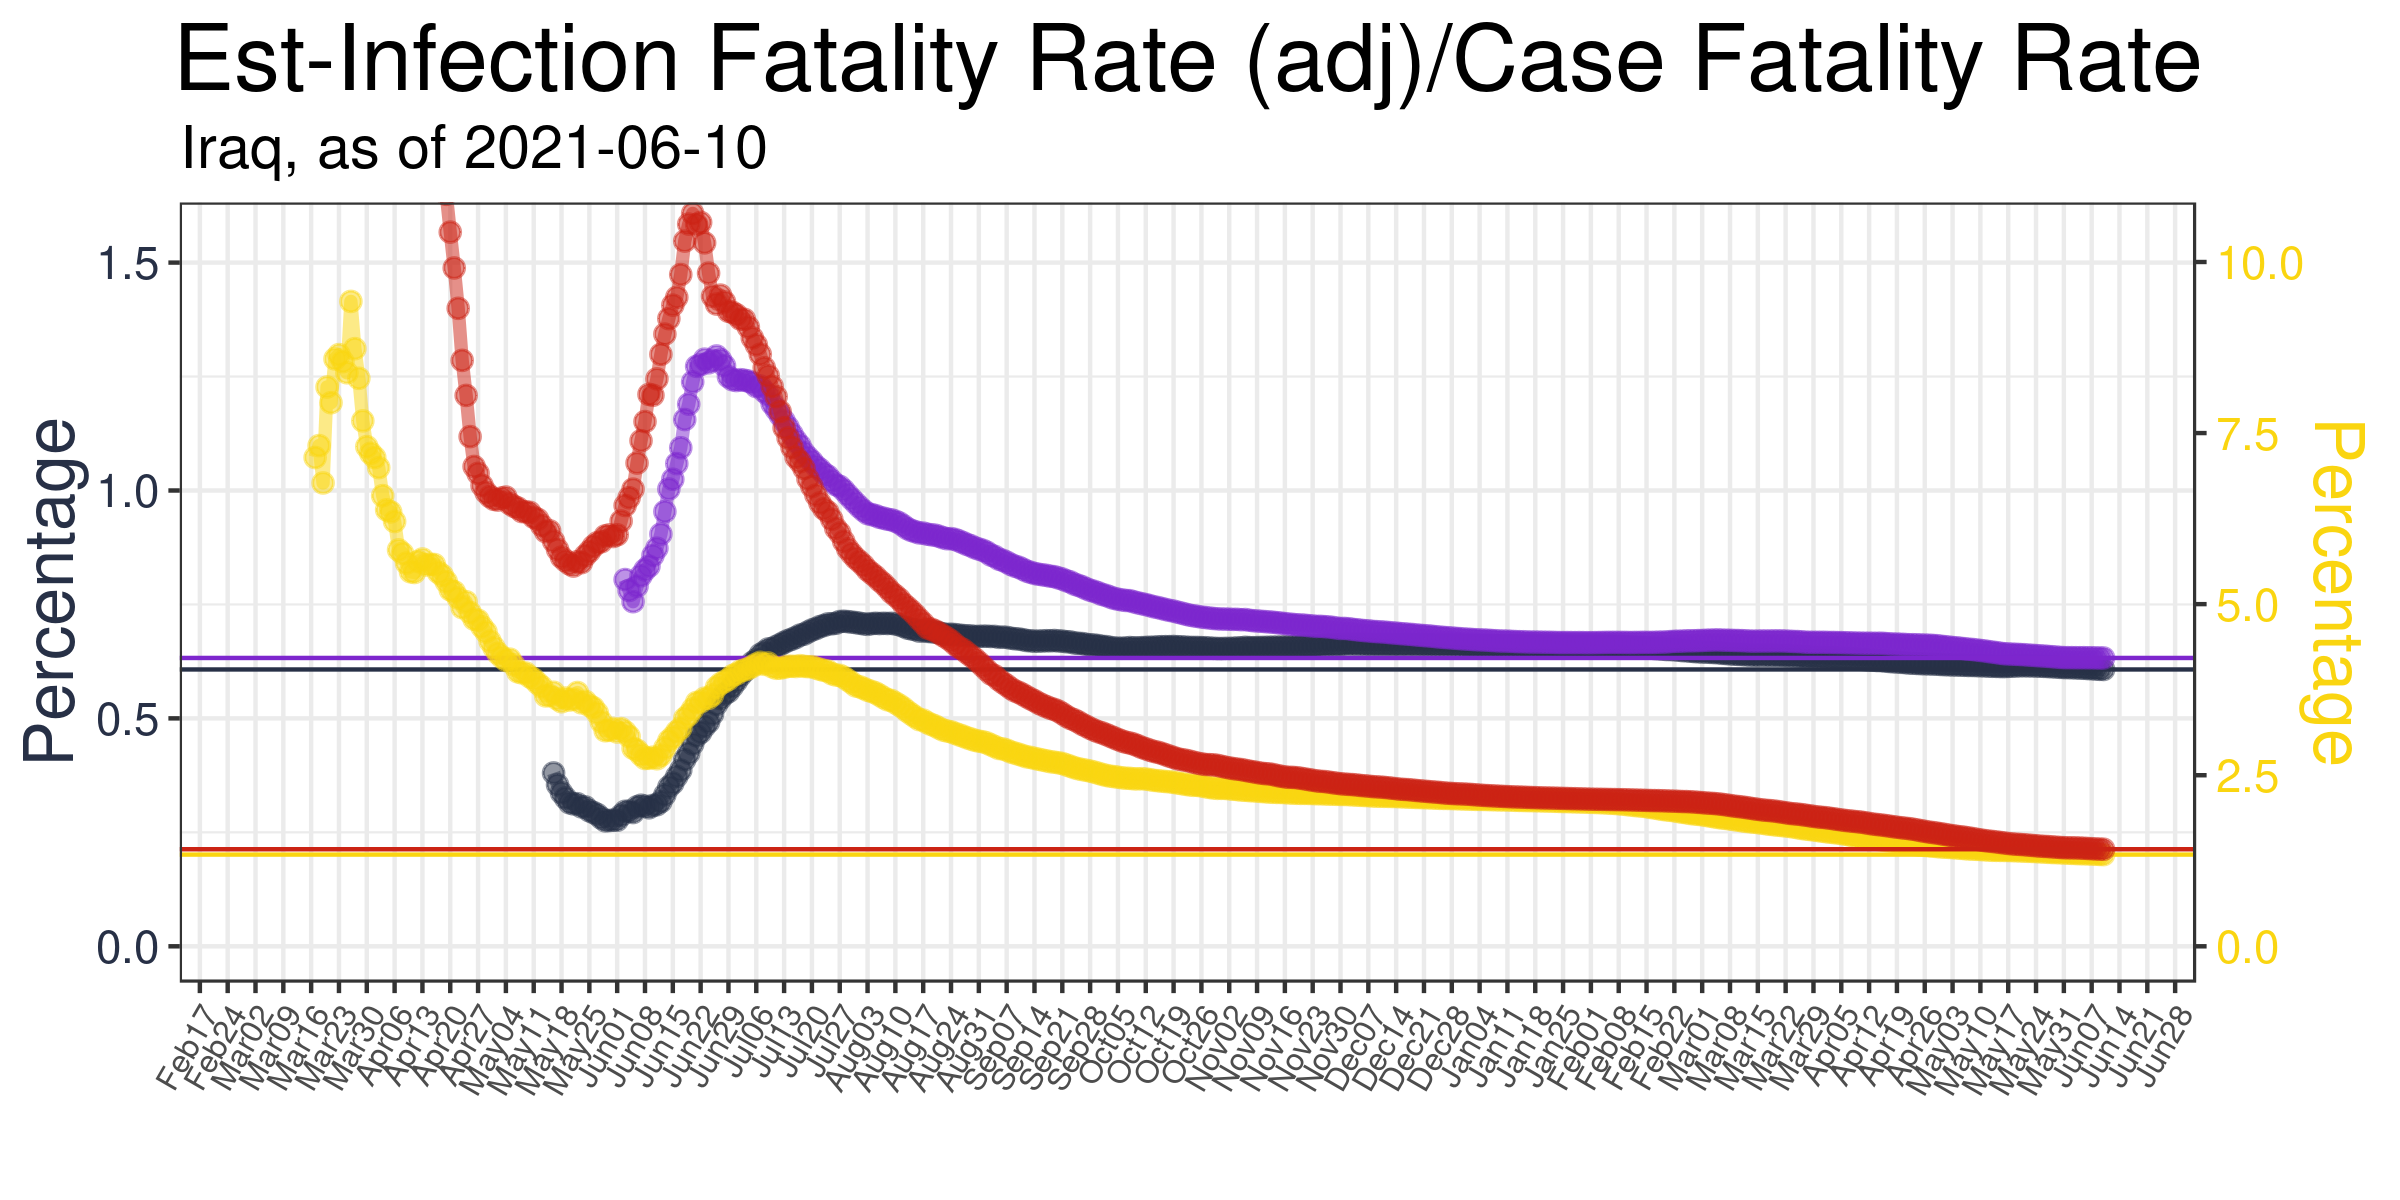 Est-Infection Fatality Rate (adj)/Case Fatality Rate
Iraq, as of 2021-06-10
Percentage
1.5
1.0
0.5
0.0
10.0
7.5
5.0
2.5
0.0
Percentage
Feb17
Feb24
Mar02
Mar09
Mar16
Mar23
Mar30
Apr06
Apr13
Apr20
Apr27
May04
May11
May18
May25
Jun01
Jun08
Jun15
Jun22
Jun29
Jul06
Jul13
Jul20
Jul27
Aug03
Aug10
Aug17
Aug24
Aug31
Sep07
Sep14
Sep21
Sep28
Oct05
Oct12
Oct19
Oct26
Nov02
Nov09
Nov16
Nov23
Nov30
Dec07
Dec14
Dec21
Dec28
Jan04
Jan11
Jan18
Jan25
Feb01
Feb08
Feb15
Feb22
Mar01
Mar08
Mar15
Mar22
Mar29
Apr05
Apr12
Apr19
Apr26
May03
May10
May17
May24
May31
Jun07
Jun14
Jun21
Jun28